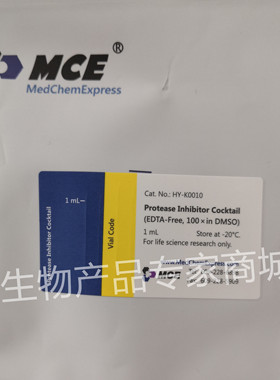 MCE®
MedChemExpress
Cat. No.: HY-K0010
Protease Inhibitor Cocktail
(EDTA-Free, 100×in DMSO)
1 mL
Store at -20°C.
For life science research only.
1 mL
Vial Code
Protease Inhibitor Cocktail
生物产品专家商城
MCE